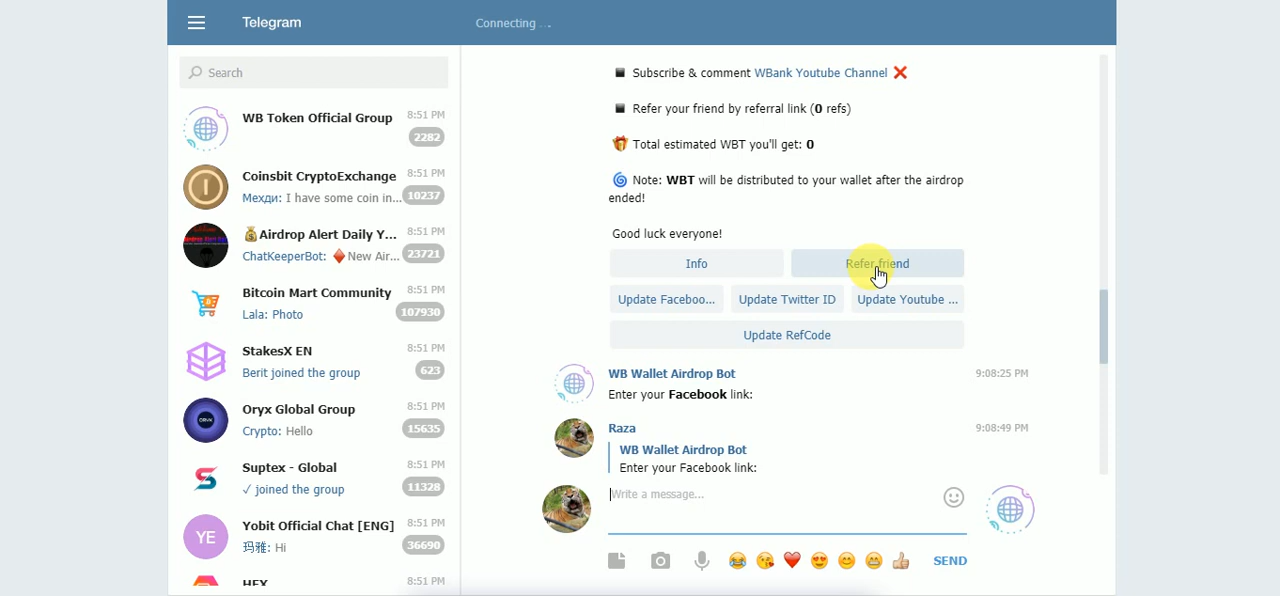 Telegram
Connecting ...
Search
WB Token Official Group
8:51 PM
2282
Coinsbit CryptoExchange
8:51 PM
Мехди: I have some coin in...
10237
💰Airdrop Alert Daily Y...
8:51 PM
ChatKeeperBot: ♦️New Air...
23721
Bitcoin Mart Community
8:51 PM
Lala: Photo
107930
StakesX EN
8:51 PM
Berit joined the group
623
Oryx Global Group
8:51 PM
Crypto: Hello
15635
Suptex - Global
8:51 PM
✓ joined the group
11328
YE
Yobit Official Chat [ENG]
8:51 PM
玛雅: Hi
36690
HEX
8:51 PM
◾ Subscribe & comment WBank Youtube Channel ❌
◾ Refer your friend by referral link (0 refs)
🎁 Total estimated WBT you'll get: 0
🌀 Note: WBT will be distributed to your wallet after the airdrop
ended!
Good luck everyone!
Info
Refer friend
Update Faceboo...
Update Twitter ID
Update Youtube ...
Update RefCode
WB Wallet Airdrop Bot
9:08:25 PM
Enter your Facebook link:
Raza
9:08:49 PM
WB Wallet Airdrop Bot
Enter your Facebook link:
Write a message...
SEND